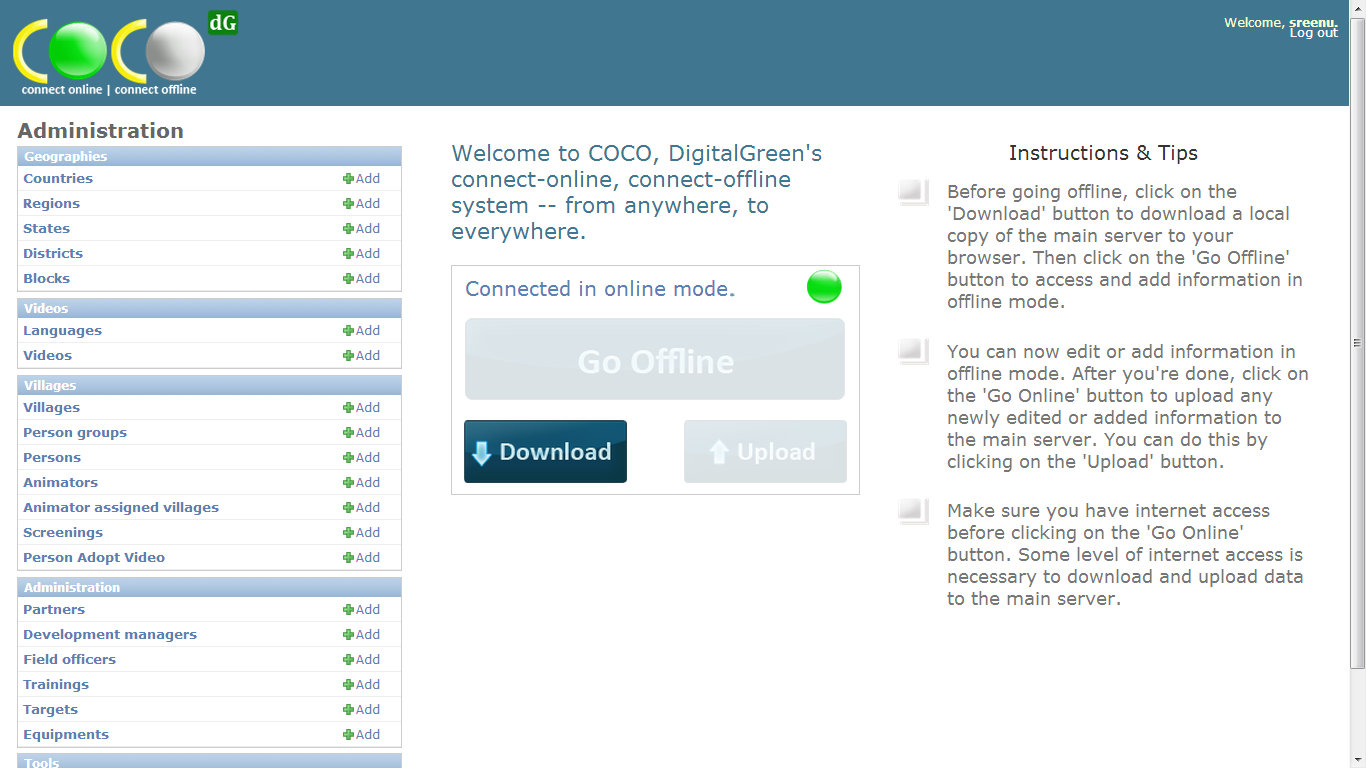 COCO dG
connect online | connect offline
Welcome, sreenu.
Log out
Administration
Geographies
Countries Add
Regions Add
States Add
Districts Add
Blocks Add
Videos
Languages Add
Videos Add
Villages
Villages Add
Person groups Add
Persons Add
Animators Add
Animator assigned villages Add
Screenings Add
Person Adopt Video Add
Administration
Partners Add
Development managers Add
Field officers Add
Trainings Add
Targets Add
Equipments Add
Tools
Welcome to COCO, DigitalGreen's
connect-online, connect-offline
system -- from anywhere, to
everywhere.
Connected in online mode.
Go Offline
Download
Upload
Instructions & Tips
Before going offline, click on the
'Download' button to download a local
copy of the main server to your
browser. Then click on the 'Go Offline'
button to access and add information in
offline mode.
You can now edit or add information in
offline mode. After you're done, click on
the 'Go Online' button to upload any
newly edited or added information to
the main server. You can do this by
clicking on the 'Upload' button.
Make sure you have internet access
before clicking on the 'Go Online'
button. Some level of internet access is
necessary to download and upload data
to the main server.